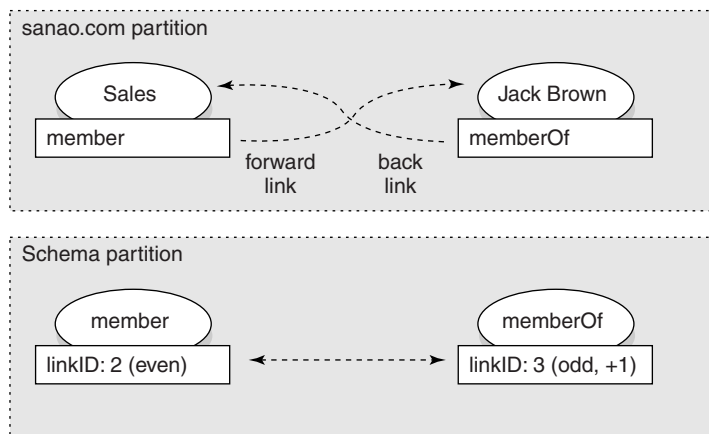 sanao.com partition
Sales
Jack Brown
member
memberOf
forward
link
back
link
Schema partition
member
memberOf
linkID: 2 (even)
linkID: 3 (odd, +1)